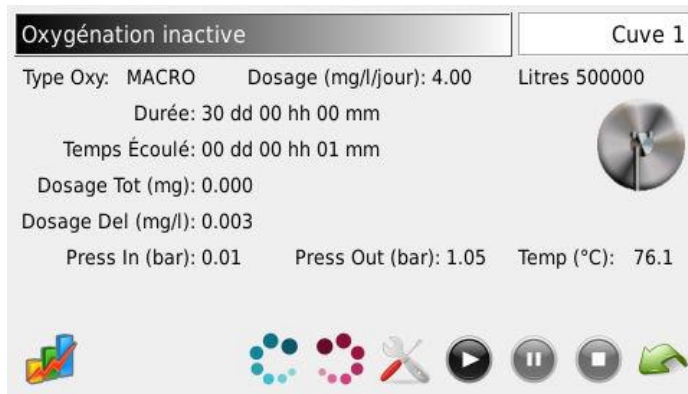 Oxygénation inactive Cuve 1
Type Oxy: MACRO Dosage (mg/l/jour): 4.00 Litres 500000
Durée: 30 dd 00 hh 00 mm
Temps Écoulé: 00 dd 00 hh 01 mm
Dosage Tot (mg): 0.000
Dosage Del (mg/l): 0.003
Press In (bar): 0.01 Press Out (bar): 1.05 Temp (°C): 76.1